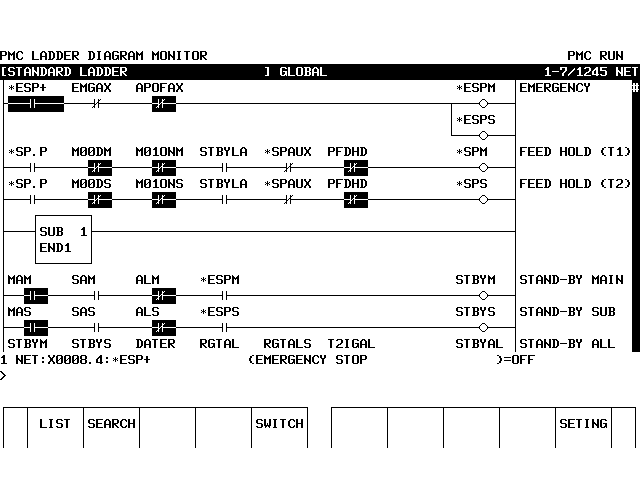 PMC LADDER DIAGRAM MONITOR PMC RUN
[STANDARD LADDER ] GLOBAL 1-7/1245 NET
*ESP+ EMGAX APOFAX *ESPM EMERGENCY #
*ESPS
*SP.P M00DM M01ONM STBYLA *SPAUX PFDHD *SPM FEED HOLD (T1)
*SP.P M00DS M01ONS STBYLA *SPAUX PFDHD *SPS FEED HOLD (T2)
SUB 1
END1
MAM SAM ALM *ESPM STBYM STAND-BY MAIN
MAS SAS ALS *ESPS STBYS STAND-BY SUB
STBYM STBYS DATER RGTAL RGTALS T2IGAL STBYAL STAND-BY ALL
1 NET:X0008.4:*ESP+ (EMERGENCY STOP )=OFF
>
LIST SEARCH SWITCH SETING